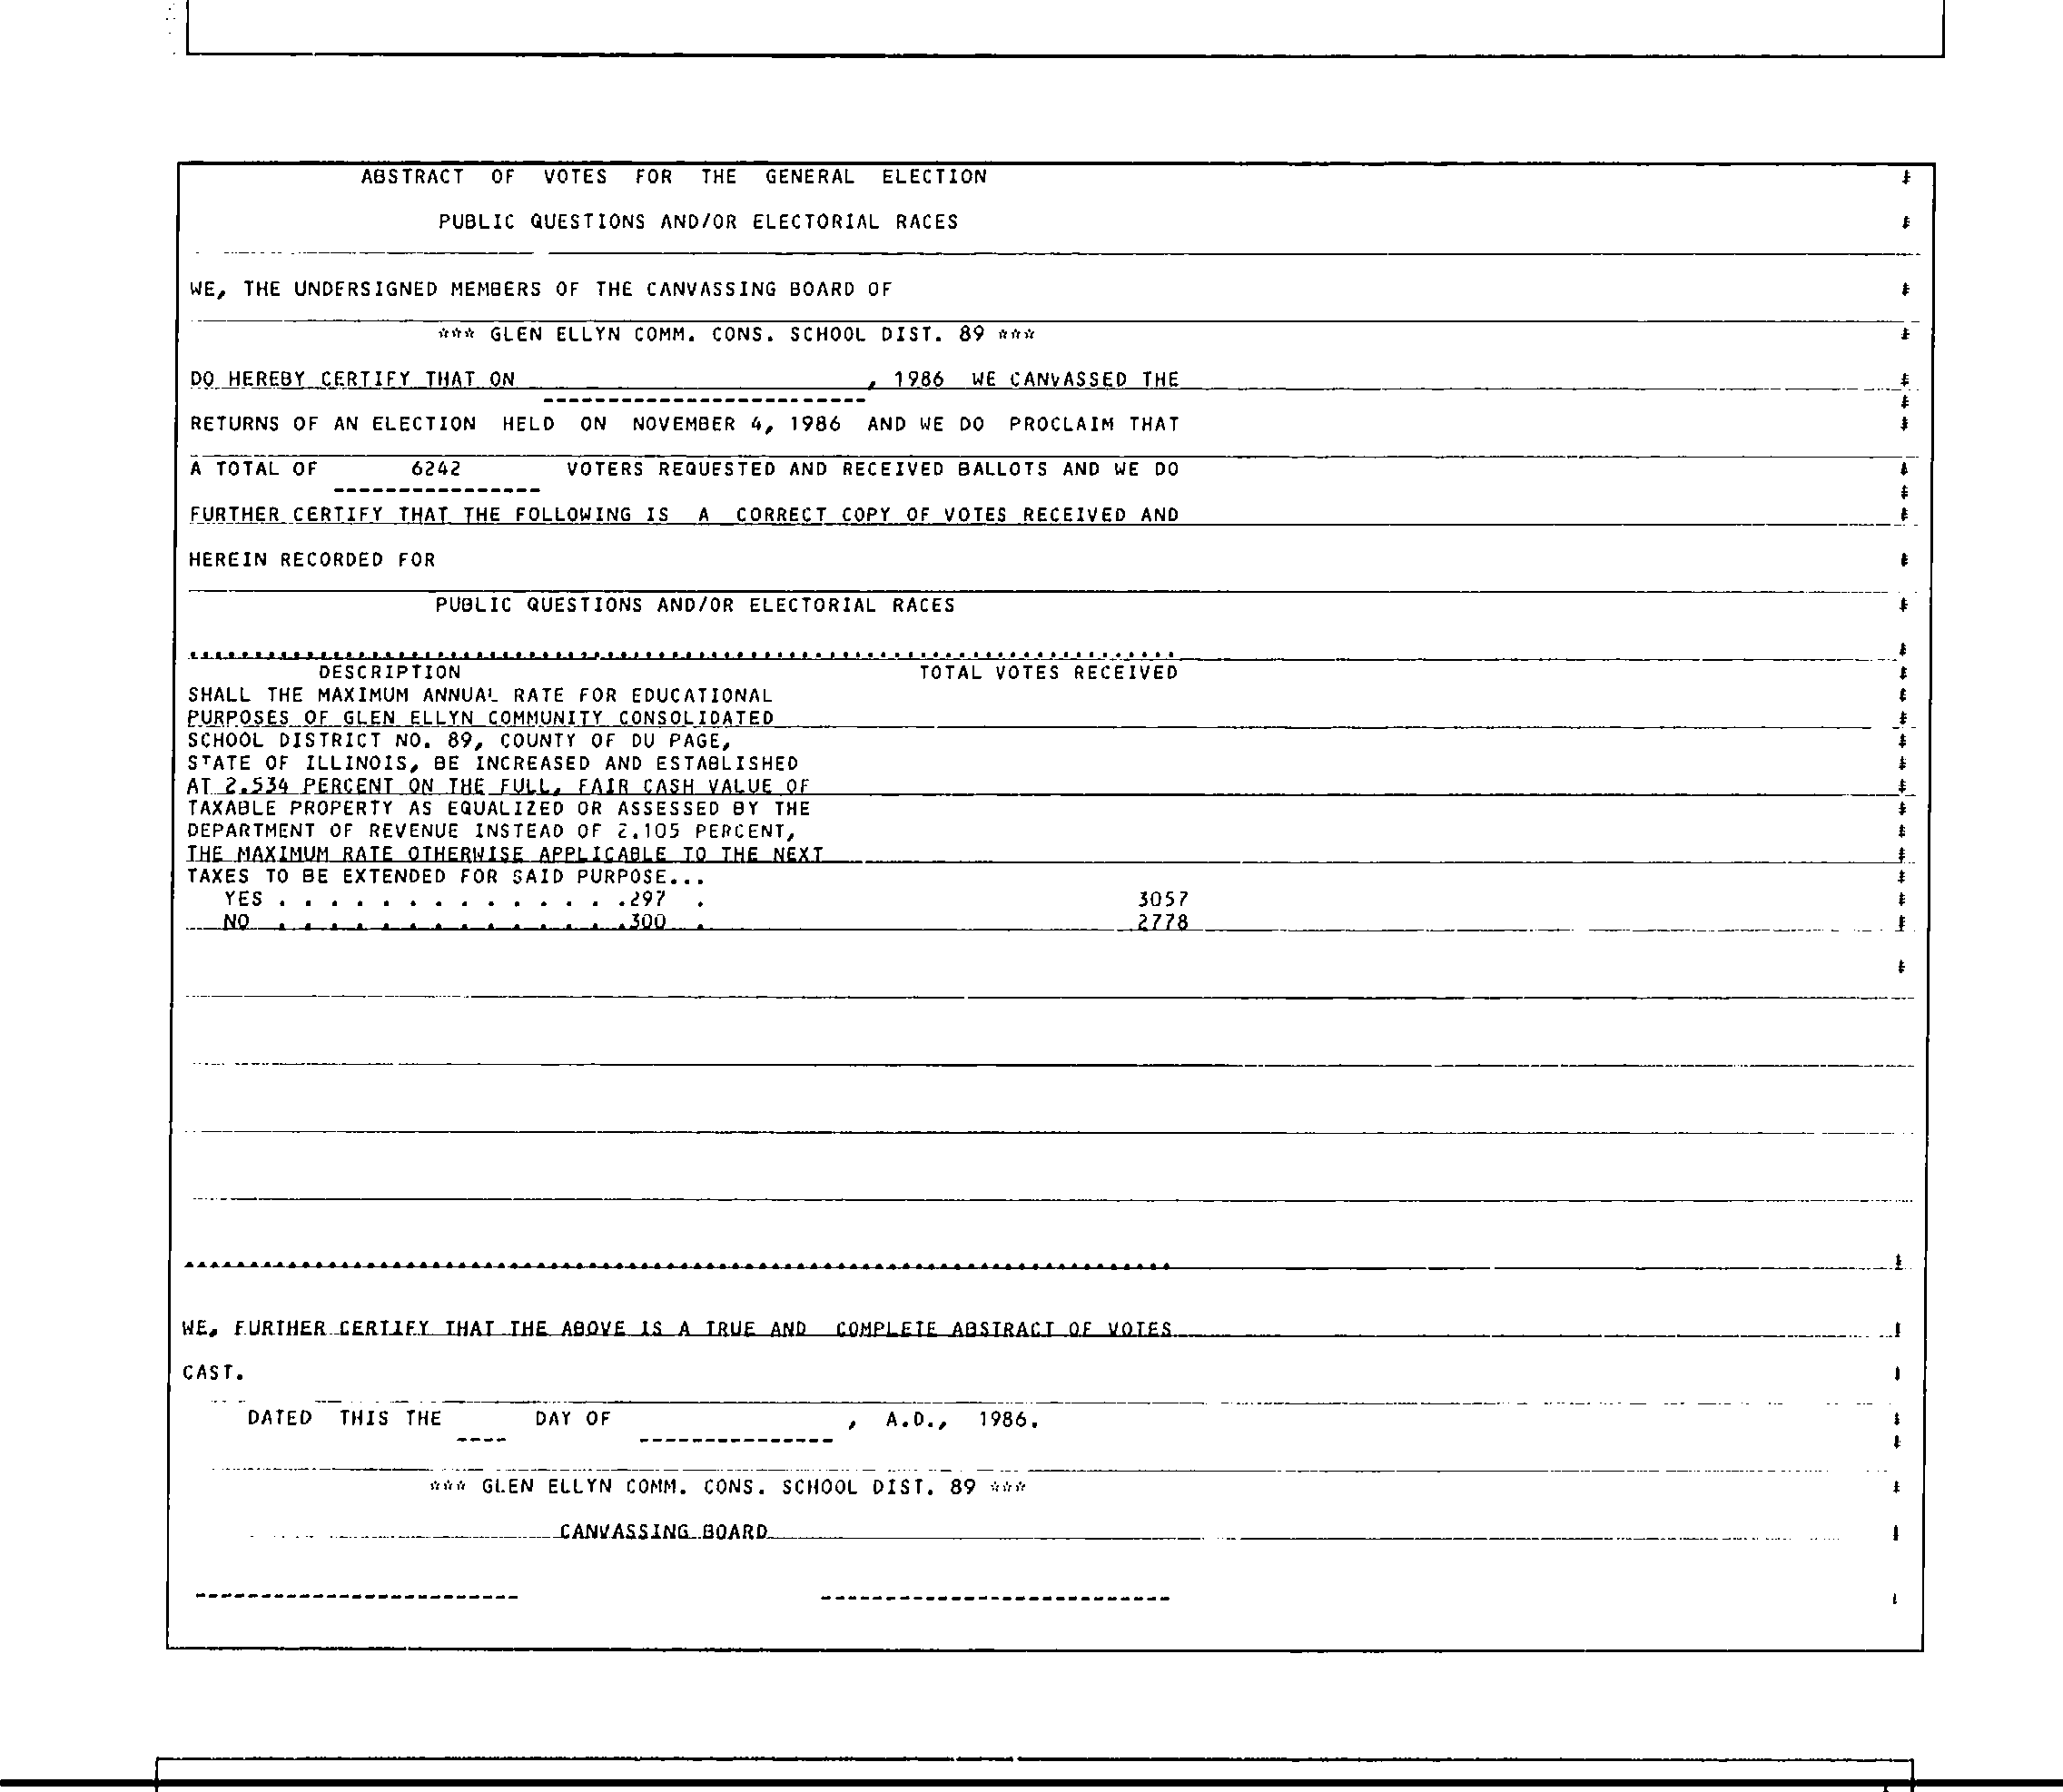 ABSTRACT OF VOTES FOR THE GENERAL ELECTION
PUBLIC QUESTIONS AND/OR ELECTORIAL RACES
WE, THE UNDERSIGNED MEMBERS OF THE CANVASSING BOARD OF
*** GLEN ELLYN COMM. CONS. SCHOOL DIST. 89 ***
DO HEREBY CERTIFY THAT ON , 1986 WE CANVASSED THE
RETURNS OF AN ELECTION HELD ON NOVEMBER 4, 1986 AND WE DO PROCLAIM THAT
A TOTAL OF 6242 VOTERS REQUESTED AND RECEIVED BALLOTS AND WE DO
FURTHER CERTIFY THAT THE FOLLOWING IS A CORRECT COPY OF VOTES RECEIVED AND
HEREIN RECORDED FOR
PUBLIC QUESTIONS AND/OR ELECTORIAL RACES
DESCRIPTION TOTAL VOTES RECEIVED
SHALL THE MAXIMUM ANNUAL RATE FOR EDUCATIONAL
PURPOSES OF GLEN ELLYN COMMUNITY CONSOLIDATED
SCHOOL DISTRICT NO. 89, COUNTY OF DU PAGE,
STATE OF ILLINOIS, BE INCREASED AND ESTABLISHED
AT 2.534 PERCENT ON THE FULL, FAIR CASH VALUE OF
TAXABLE PROPERTY AS EQUALIZED OR ASSESSED BY THE
DEPARTMENT OF REVENUE INSTEAD OF 2.105 PERCENT,
THE MAXIMUM RATE OTHERWISE APPLICABLE TO THE NEXT
TAXES TO BE EXTENDED FOR SAID PURPOSE...
YES . . . . . . . . . . . . . .297 . 3057
NO . . . . . . . . . . . . . .300 . 2778
WE, FURTHER CERTIFY THAT THE ABOVE IS A TRUE AND COMPLETE ABSTRACT OF VOTES
CAST.
DATED THIS THE ---- DAY OF --------------- , A.D., 1986.
*** GLEN ELLYN COMM. CONS. SCHOOL DIST. 89 ***
CANVASSING BOARD